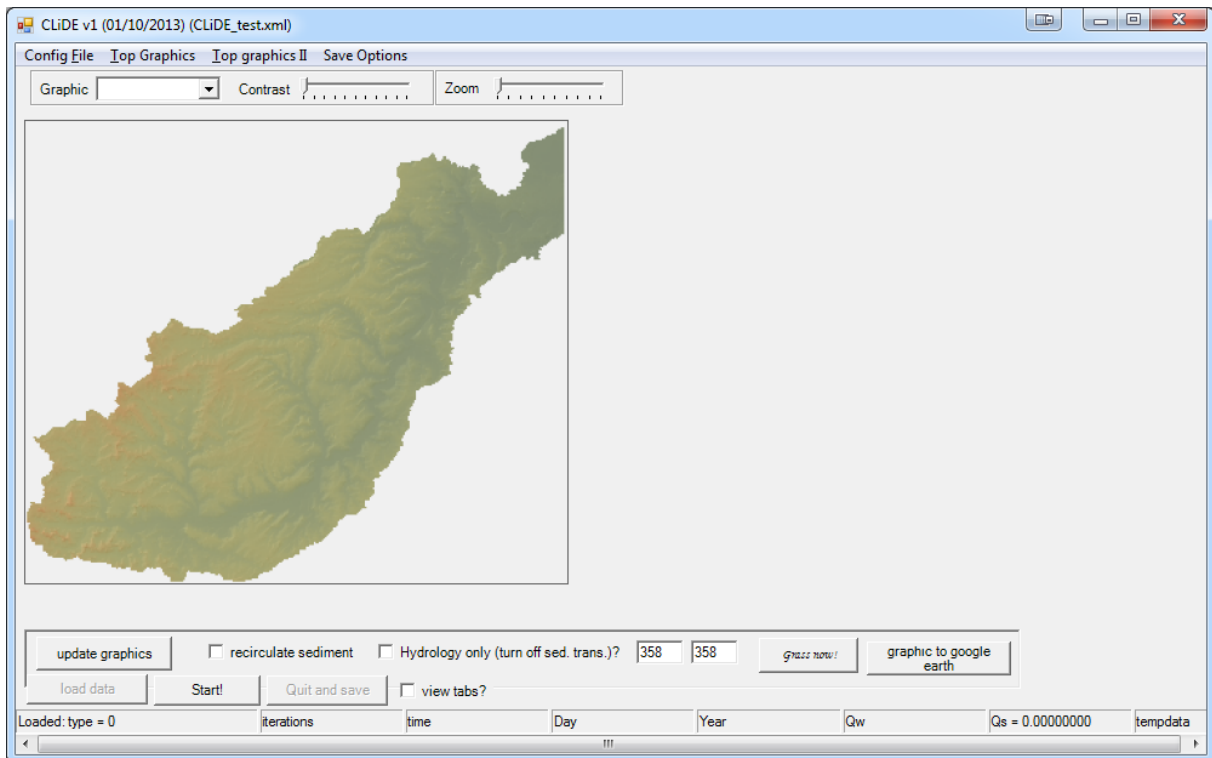 CLiDE v1 (01/10/2013) (CLiDE_test.xml)
Config File Top Graphics Top graphics II Save Options
Graphic Contrast Zoom
update graphics recirculate sediment Hydrology only (turn off sed. trans.)? 358 358 Grass now! graphic to google
earth
load data Start! Quit and save view tabs?
Loaded: type = 0 iterations time Day Year Qw Qs = 0.00000000 tempdata